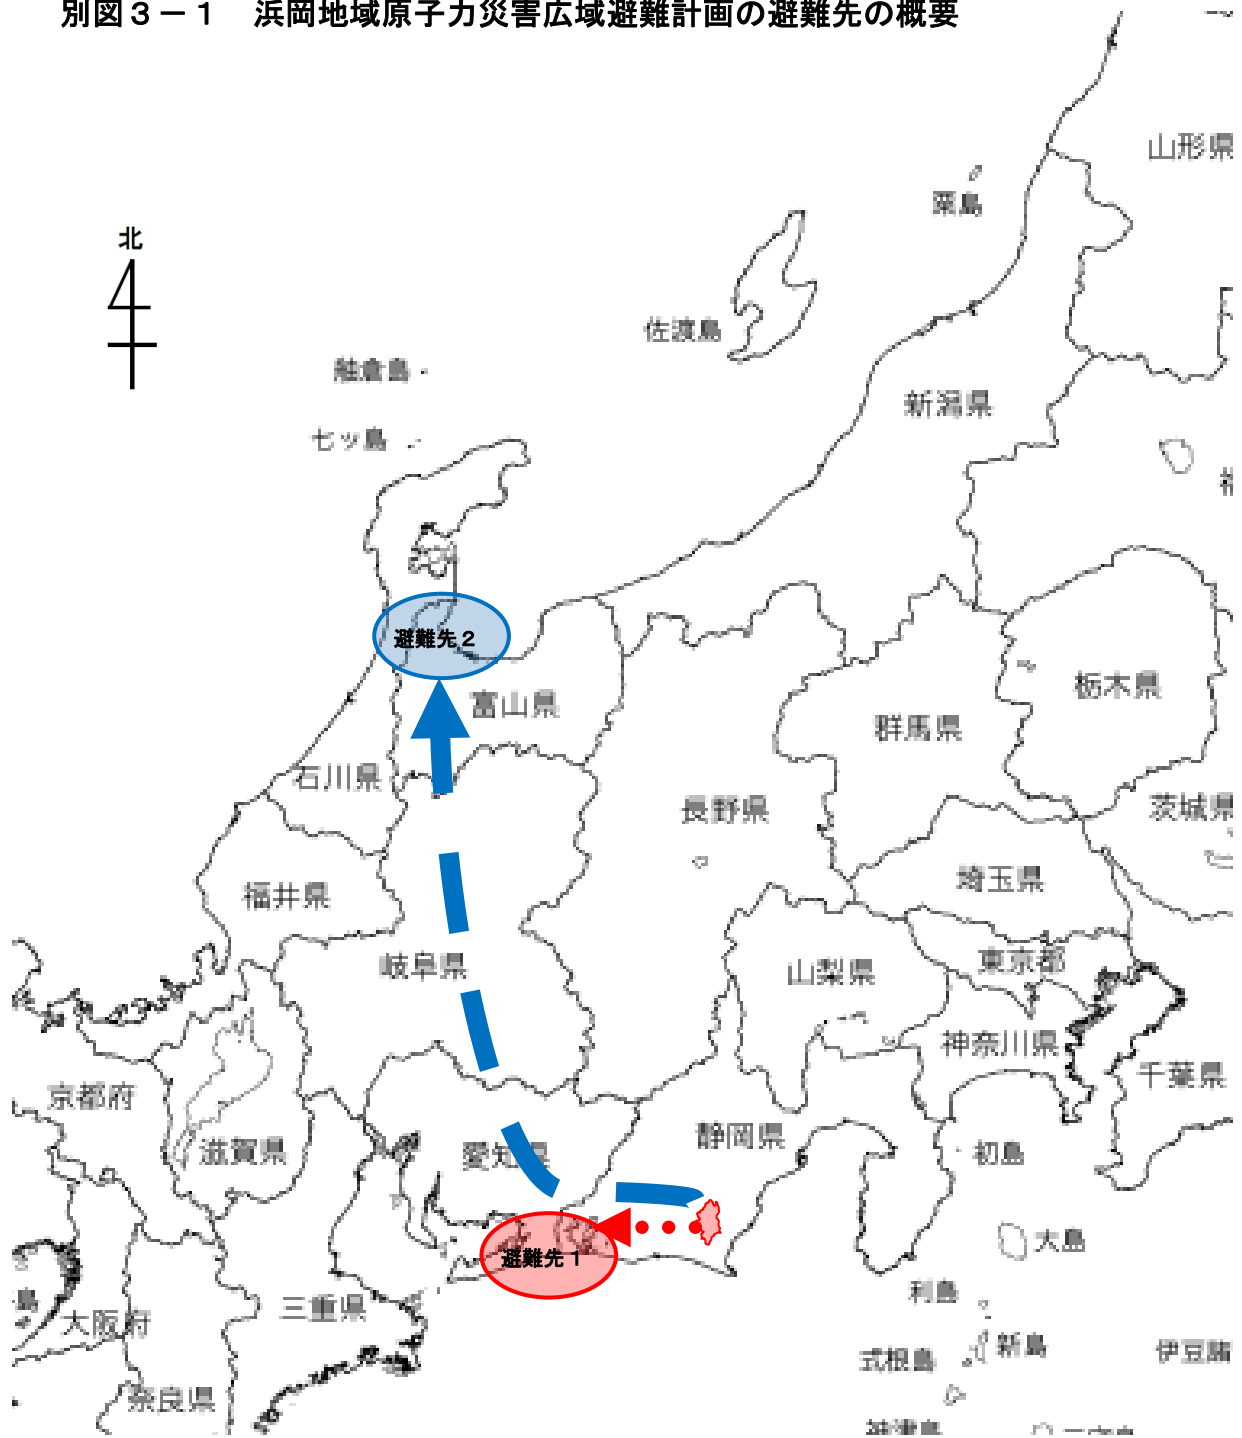 別図３－１　浜岡地域原子力災害広域避難計画の避難先の概要
山形県
粟島
北
佐渡島
舳倉島
新潟県
七ッ島
避難先２
栃木県
富山県
群馬県
石川県
長野県
茨城県
埼玉県
福井県
東京都
岐阜県
山梨県
神奈川県
千葉県
京都府
静岡県
滋賀県
愛知県
初島
大島
避難先１
利島
島
三重県
大阪府
新島
式根島
伊豆諸
奈良県
神津島